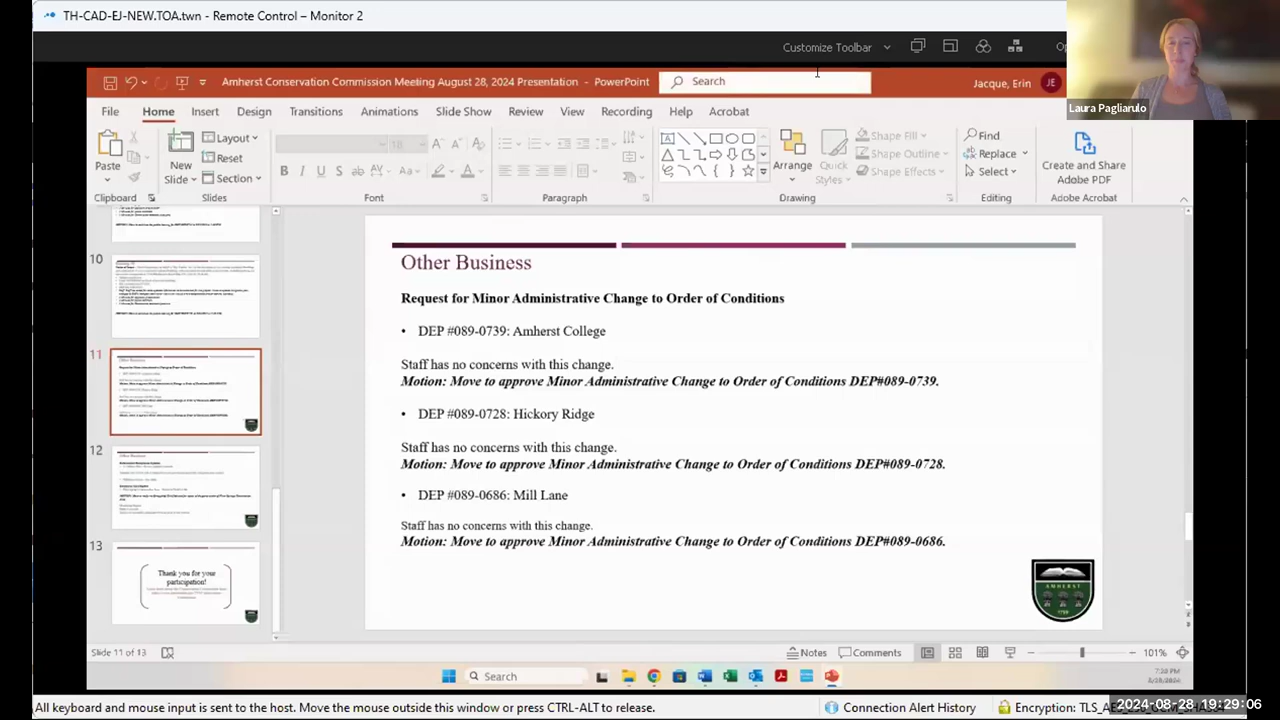 TH-CAD-EJ-NEW.TOA.twn - Remote Control – Monitor 2
Customize Toolbar
Amherst Conservation Commission Meeting August 28, 2024 Presentation - PowerPoint
Search
Jacque, Erin
JE
Laura Pagliarulo
File Home Insert Design Transitions Animations Slide Show Review View Recording Help Acrobat
Paste
New
Slide
Layout
Reset
Section
Shape Fill
Shape Outline
Shape Effects
Arrange
Quick
Styles
Find
Replace
Select
Create and Share
Adobe PDF
Clipboard
Slides
Font
Paragraph
Drawing
Editing
Adobe Acrobat
10
11
12
13
Other Business
Thank you for your
participation!
Other Business
Request for Minor Administrative Change to Order of Conditions
• DEP #089-0739: Amherst College
Staff has no concerns with this change.
Motion: Move to approve Minor Administrative Change to Order of Conditions DEP#089-0739.
• DEP #089-0728: Hickory Ridge
Staff has no concerns with this change.
Motion: Move to approve Minor Administrative Change to Order of Conditions DEP#089-0728.
• DEP #089-0686: Mill Lane
Staff has no concerns with this change.
Motion: Move to approve Minor Administrative Change to Order of Conditions DEP#089-0686.
AMHERST
1759
Slide 11 of 13
Notes
Comments
101%
Search
7:30 PM
8/28/2024
All keyboard and mouse input is sent to the host. Move the mouse outside this window or press CTRL-ALT to release.
Connection Alert History
Encryption:
2024-08-28 19:29:06